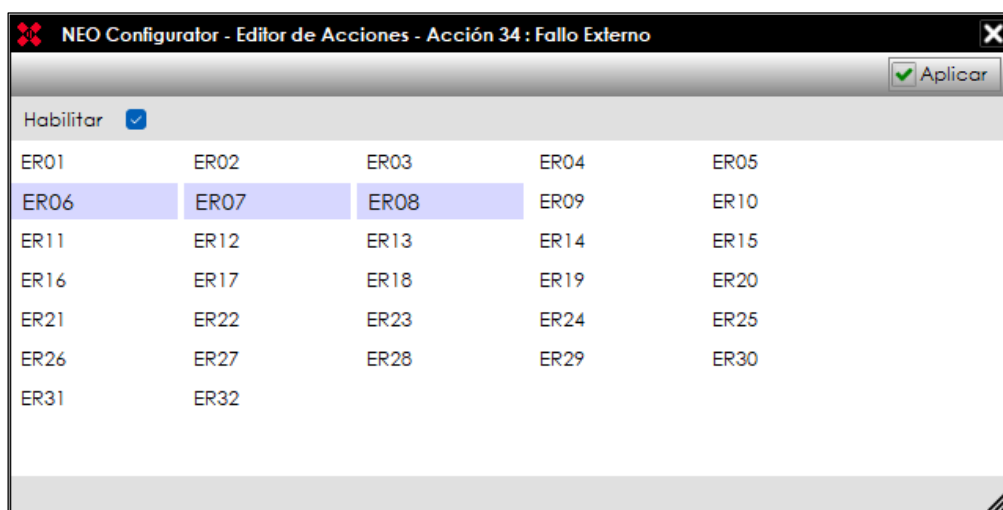 NEO Configurator - Editor de Acciones - Acción 34 : Fallo Externo
Aplicar
Habilitar
ER01 ER02 ER03 ER04 ER05
ER06 ER07 ER08 ER09 ER10
ER11 ER12 ER13 ER14 ER15
ER16 ER17 ER18 ER19 ER20
ER21 ER22 ER23 ER24 ER25
ER26 ER27 ER28 ER29 ER30
ER31 ER32